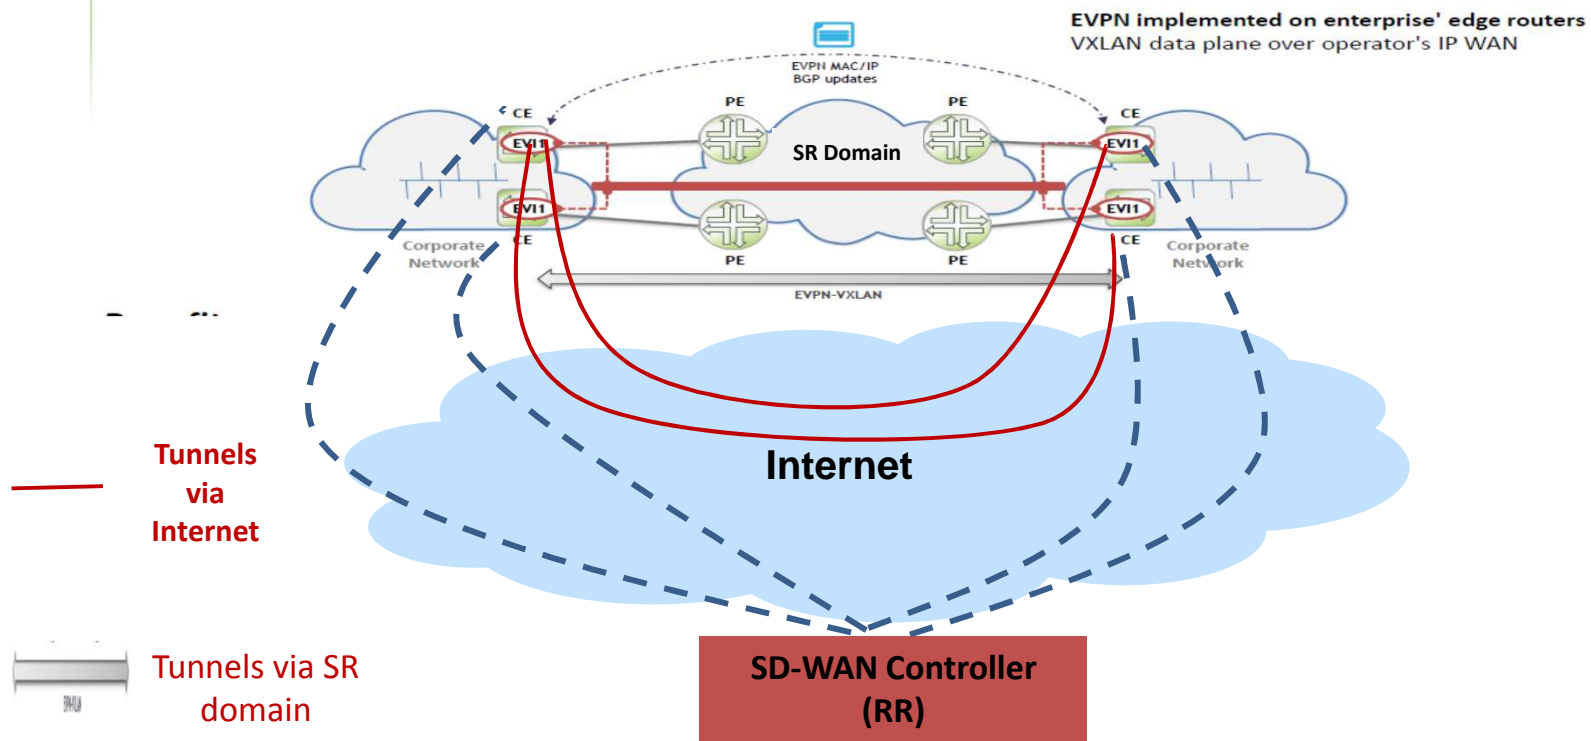 EVPN implemented on enterprise' edge routers
VXLAN data plane over operator's IP WAN
EVPN MAC/IP
BGP updates
CE
PE
PE
CE
EVI1
SR Domain
EVI1
EVI1
EVI1
CE
PE
PE
CE
Corporate
Network
Corporate
Network
EVPN-VXLAN
Tunnels
via
Internet
Internet
Tunnels via SR
domain
EVPN-VXLAN
SD-WAN Controller
(RR)